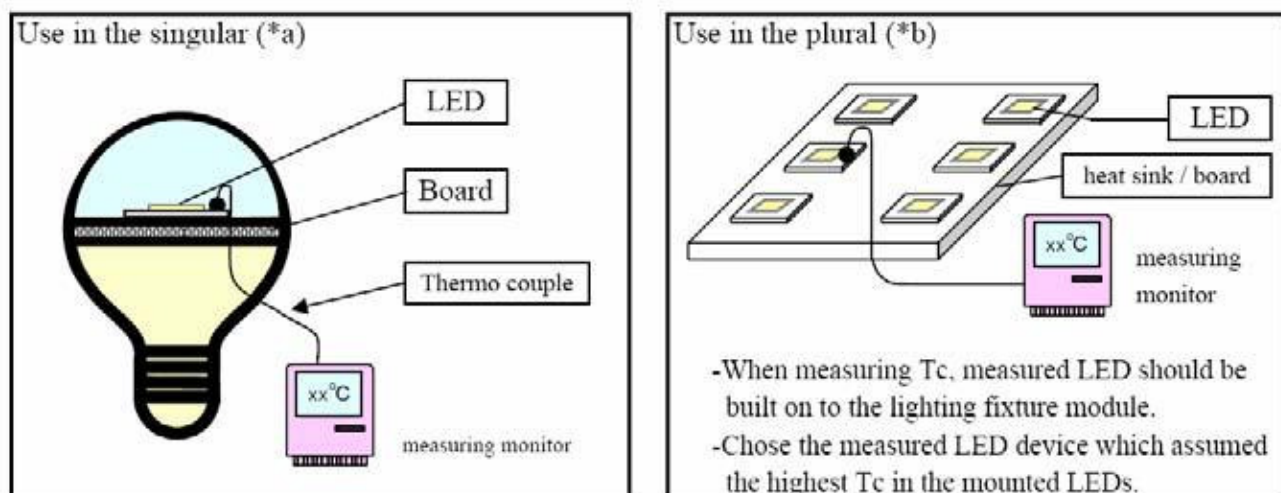 Use in the singular (*a)
LED
Board
Thermo couple
xx°C
measuring monitor
Use in the plural (*b)
LED
heat sink / board
xx°C
measuring
monitor
-When measuring Tc, measured LED should be
built on to the lighting fixture module.
-Chose the measured LED device which assumed
the highest Tc in the mounted LEDs.